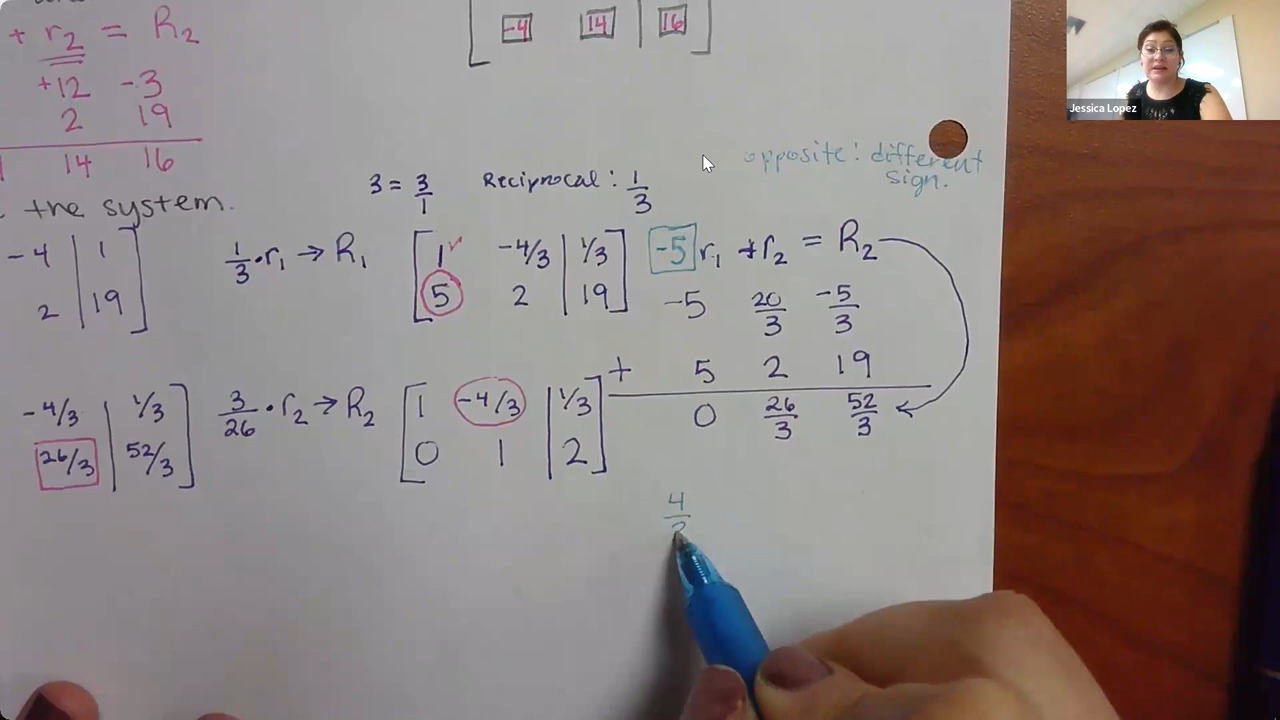 -4 14 | 16
+ r₂ = R₂
+12 -3
2 19
14 16
Jessica Lopez
opposite: different
sign.
3 = 3/1 Reciprocal: 1/3
the system.
-4 | 1
2 | 19
1/3 • r₁ → R₁
1 -4/3 | 1/3
5 2 | 19
-5 r₁ + r₂ = R₂
-5 20/3 -5/3
+ 5 2 19
0 26/3 52/3
-4/3 | 1/3
26/3 | 52/3
3/26 • r₂ → R₂
1 -4/3 | 1/3
0 1 | 2
4